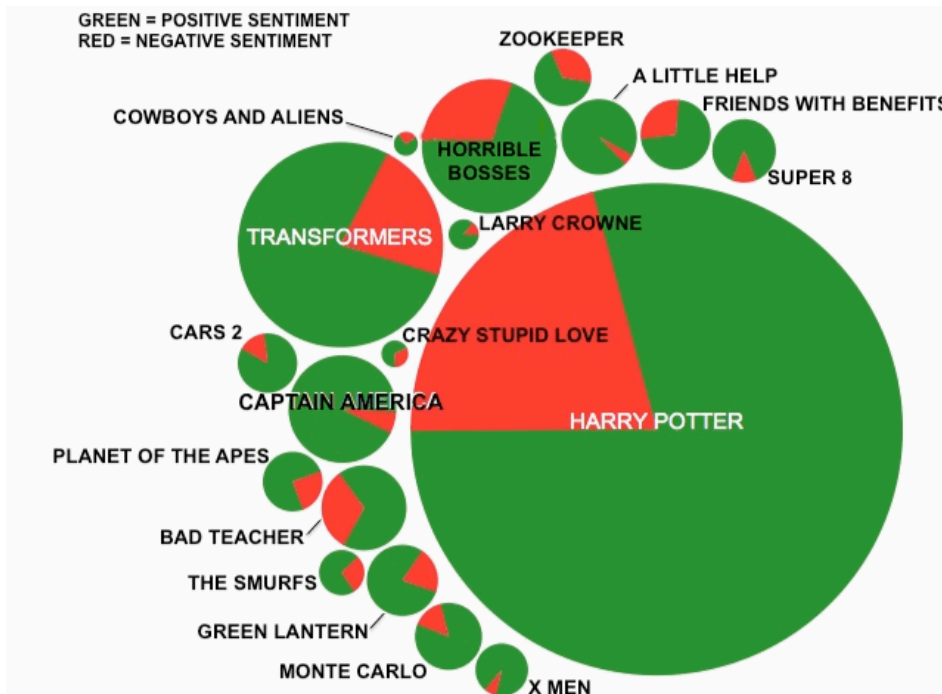 GREEN = POSITIVE SENTIMENT
RED = NEGATIVE SENTIMENT
ZOOKEEPER
A LITTLE HELP
COWBOYS AND ALIENS
FRIENDS WITH BENEFITS
HORRIBLE
BOSSES
SUPER 8
TRANSFORMERS
LARRY CROWNE
CARS 2
CRAZY STUPID LOVE
CAPTAIN AMERICA
HARRY POTTER
PLANET OF THE APES
BAD TEACHER
THE SMURFS
GREEN LANTERN
MONTE CARLO
X MEN